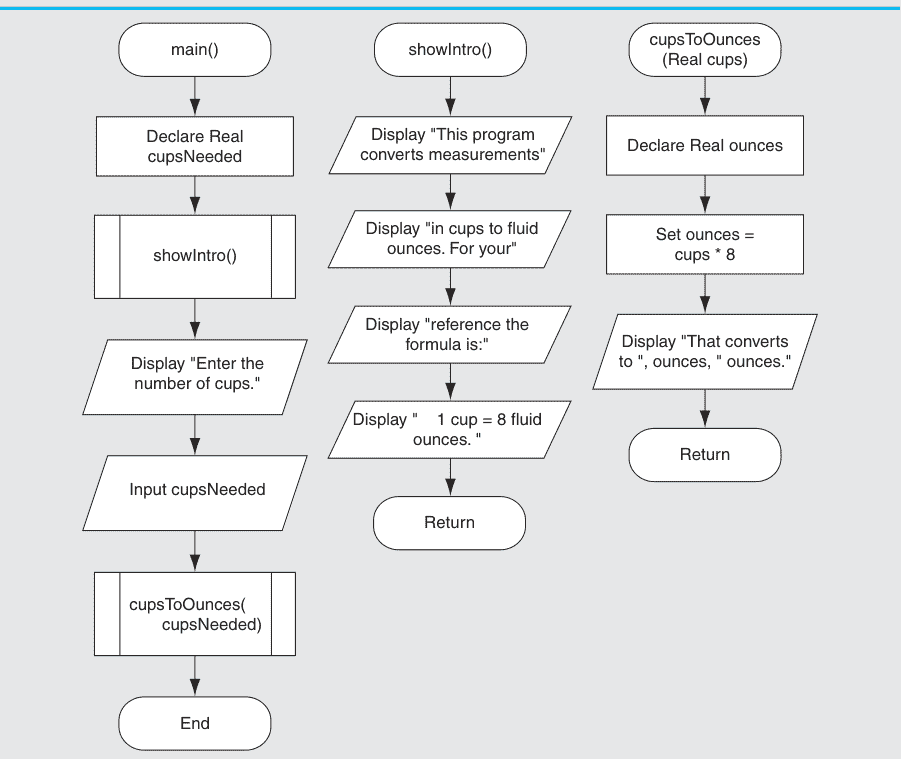 main()
Declare Real
cupsNeeded
showIntro()
Display "Enter the
number of cups."
Input cupsNeeded
cupsToOunces(
cupsNeeded)
End
showIntro()
Display "This program
converts measurements"
Display "in cups to fluid
ounces. For your"
Display "reference the
formula is:"
Display "    1 cup = 8 fluid
ounces. "
Return
cupsToOunces
(Real cups)
Declare Real ounces
Set ounces =
cups * 8
Display "That converts
to ", ounces, " ounces."
Return